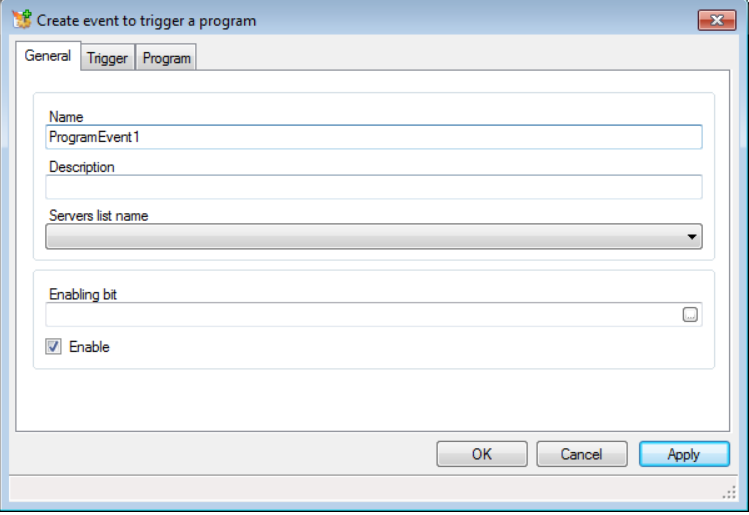 Create event to trigger a program
General Trigger Program
Name
ProgramEvent1
Description
Servers list name
Enabling bit
...
Enable
OK Cancel Apply